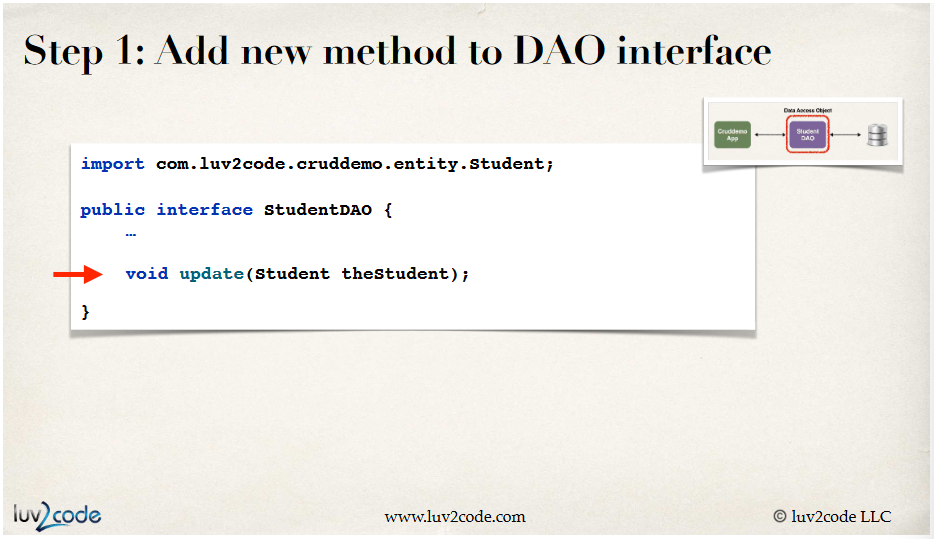 Step 1: Add new method to DAO interface
Data Access Object
Cruddemo
App
Student
DAO
import com.luv2code.cruddemo.entity.Student;
public interface StudentDAO {
…
void update(Student theStudent);
}
luv2code
www.luv2code.com
© luv2code LLC